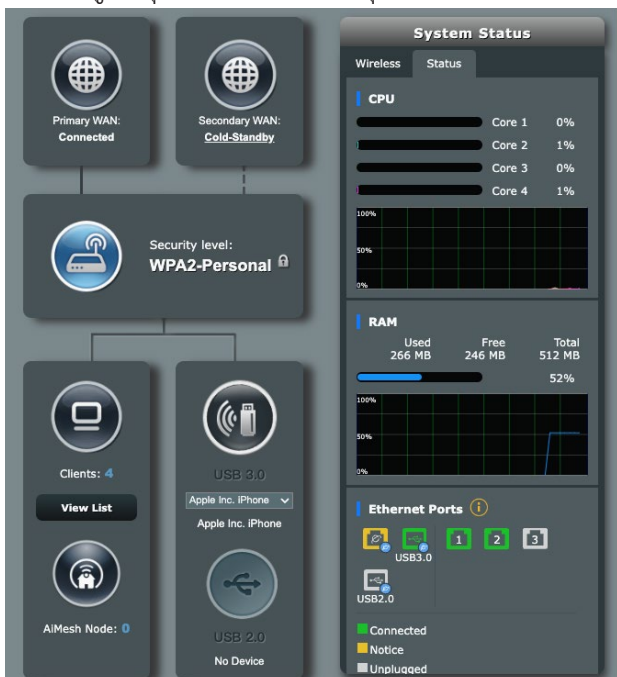 Primary WAN:
Connected
Secondary WAN:
Cold-Standby
Security level:
WPA2-Personal
Clients: 4
View List
AiMesh Node: 0
USB 3.0
Apple Inc. iPhone
Apple Inc. iPhone
USB 2.0
No Device
System Status
Wireless Status
CPU
Core 1 0%
Core 2 1%
Core 3 0%
Core 4 1%
100%
50%
0%
RAM
Used Free Total
266 MB 246 MB 512 MB
52%
100%
50%
0%
Ethernet Ports
1 2 3
USB3.0
USB2.0
Connected
Notice
Unplugged